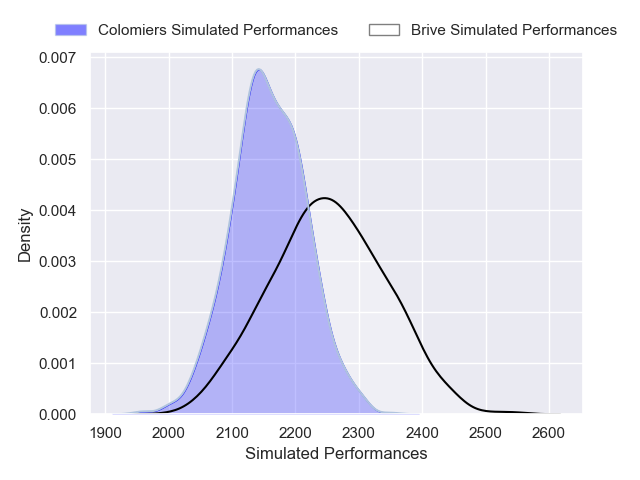 Colomiers Simulated Performances Brive Simulated Performances
0.007
0.006
0.005
0.004
0.003
0.002
0.001
0.000
Density
1900 2000 2100 2200 2300 2400 2500 2600
Simulated Performances